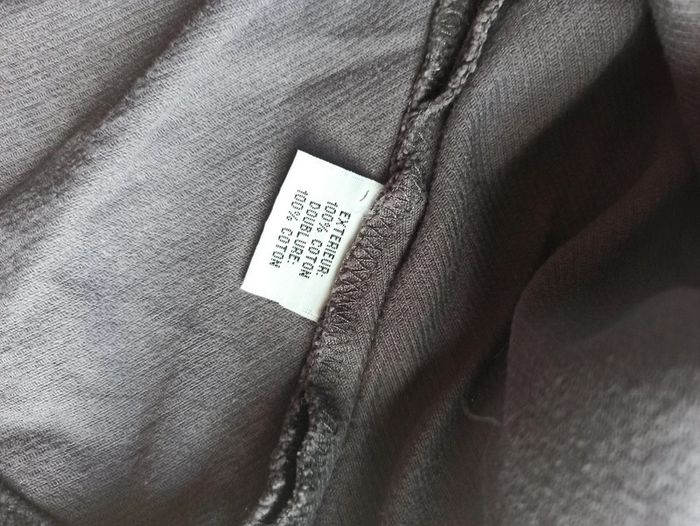 EXTERIEUR:
100% COTON
DOUBLURE:
100% COTON